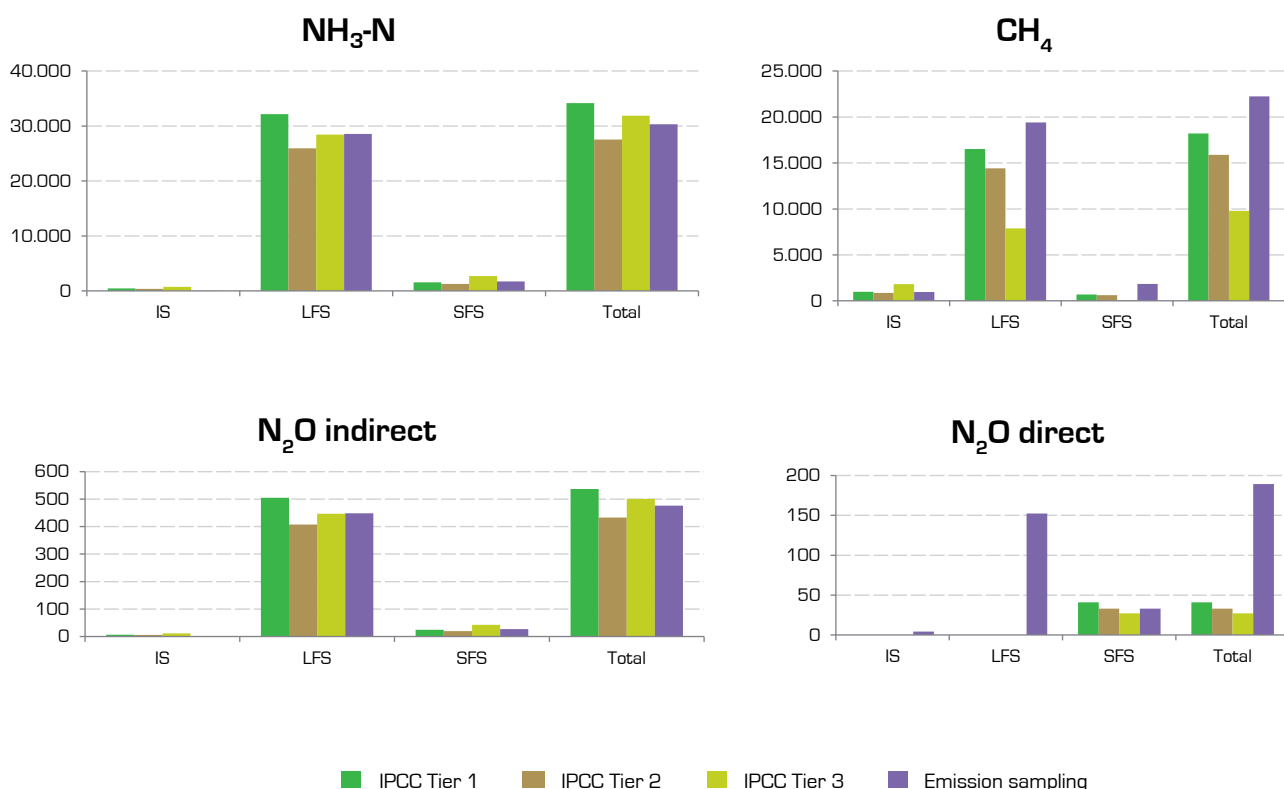 NH₃-N
40.000
30.000
20.000
10.000
0
IS LFS SFS Total
CH₄
25.000
20.000
15.000
10.000
5.000
0
IS LFS SFS Total
N₂O indirect
600
500
400
300
200
100
0
IS LFS SFS Total
N₂O direct
200
150
100
50
0
IS LFS SFS Total
IPCC Tier 1 IPCC Tier 2 IPCC Tier 3 Emission sampling